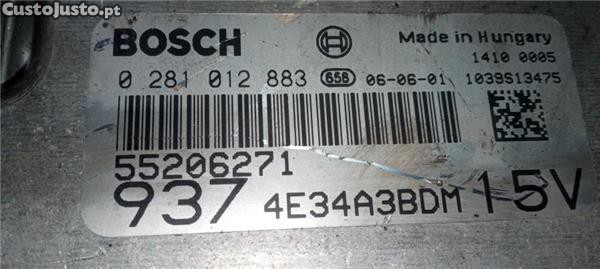 CustoJusto.pt
BOSCH
Made in Hungary
1410 0005
0 281 012 883 656 06-06-01 1039S13475
55206271
937 4E34A3BDM 15V